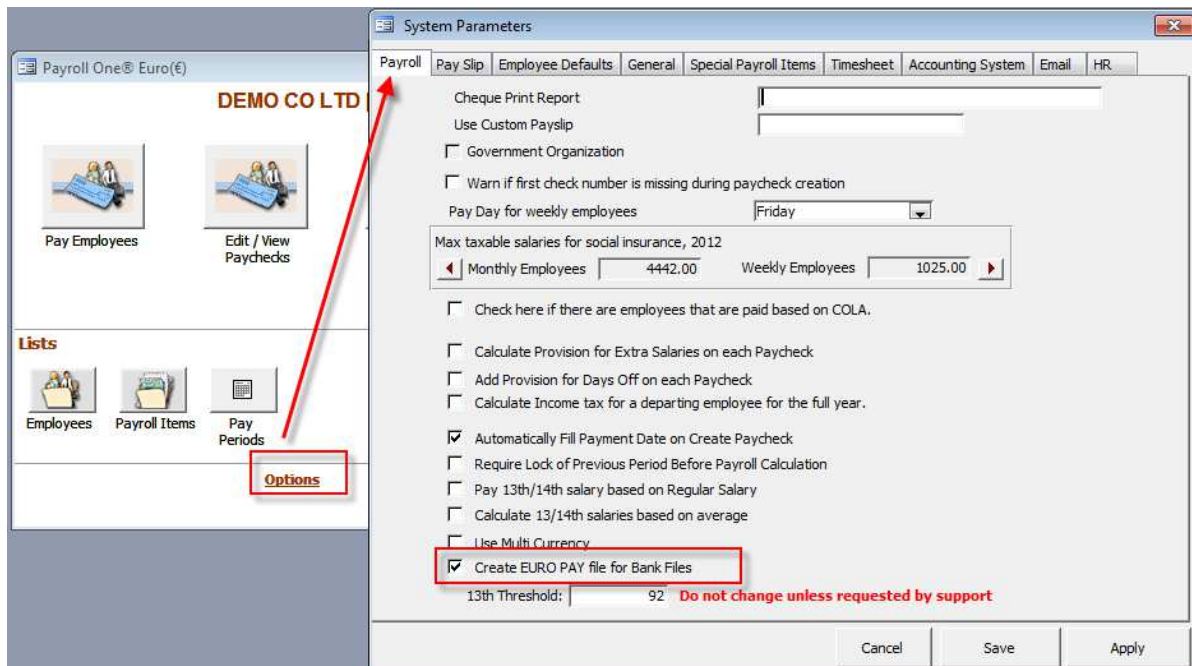 System Parameters
Payroll One® Euro(€)
DEMO CO LTD
Pay Employees
Edit / View
Paychecks
Lists
Employees
Payroll Items
Pay
Periods
Options
Payroll
Pay Slip
Employee Defaults
General
Special Payroll Items
Timesheet
Accounting System
Email
HR
Cheque Print Report
Use Custom Payslip
Government Organization
Warn if first check number is missing during paycheck creation
Pay Day for weekly employees Friday
Max taxable salaries for social insurance, 2012
Monthly Employees 4442.00 Weekly Employees 1025.00
Check here if there are employees that are paid based on COLA.
Calculate Provision for Extra Salaries on each Paycheck
Add Provision for Days Off on each Paycheck
Calculate Income tax for a departing employee for the full year.
Automatically Fill Payment Date on Create Paycheck
Require Lock of Previous Period Before Payroll Calculation
Pay 13th/14th salary based on Regular Salary
Calculate 13/14th salaries based on average
Use Multi Currency
Create EURO PAY file for Bank Files
13th Threshold: 92 Do not change unless requested by support
Cancel
Save
Apply